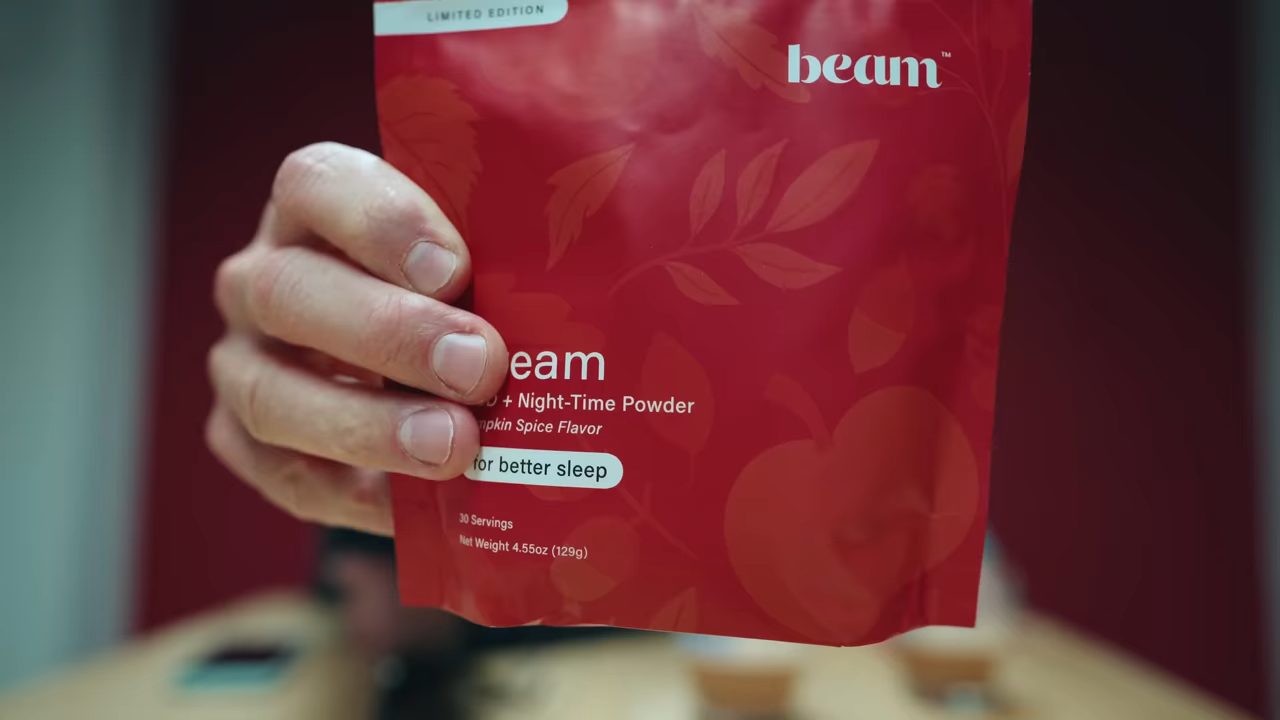 LIMITED EDITION
beam™
eam
+ Night-Time Powder
mpkin Spice Flavor
for better sleep
30 Servings
Net Weight 4.55oz (129g)